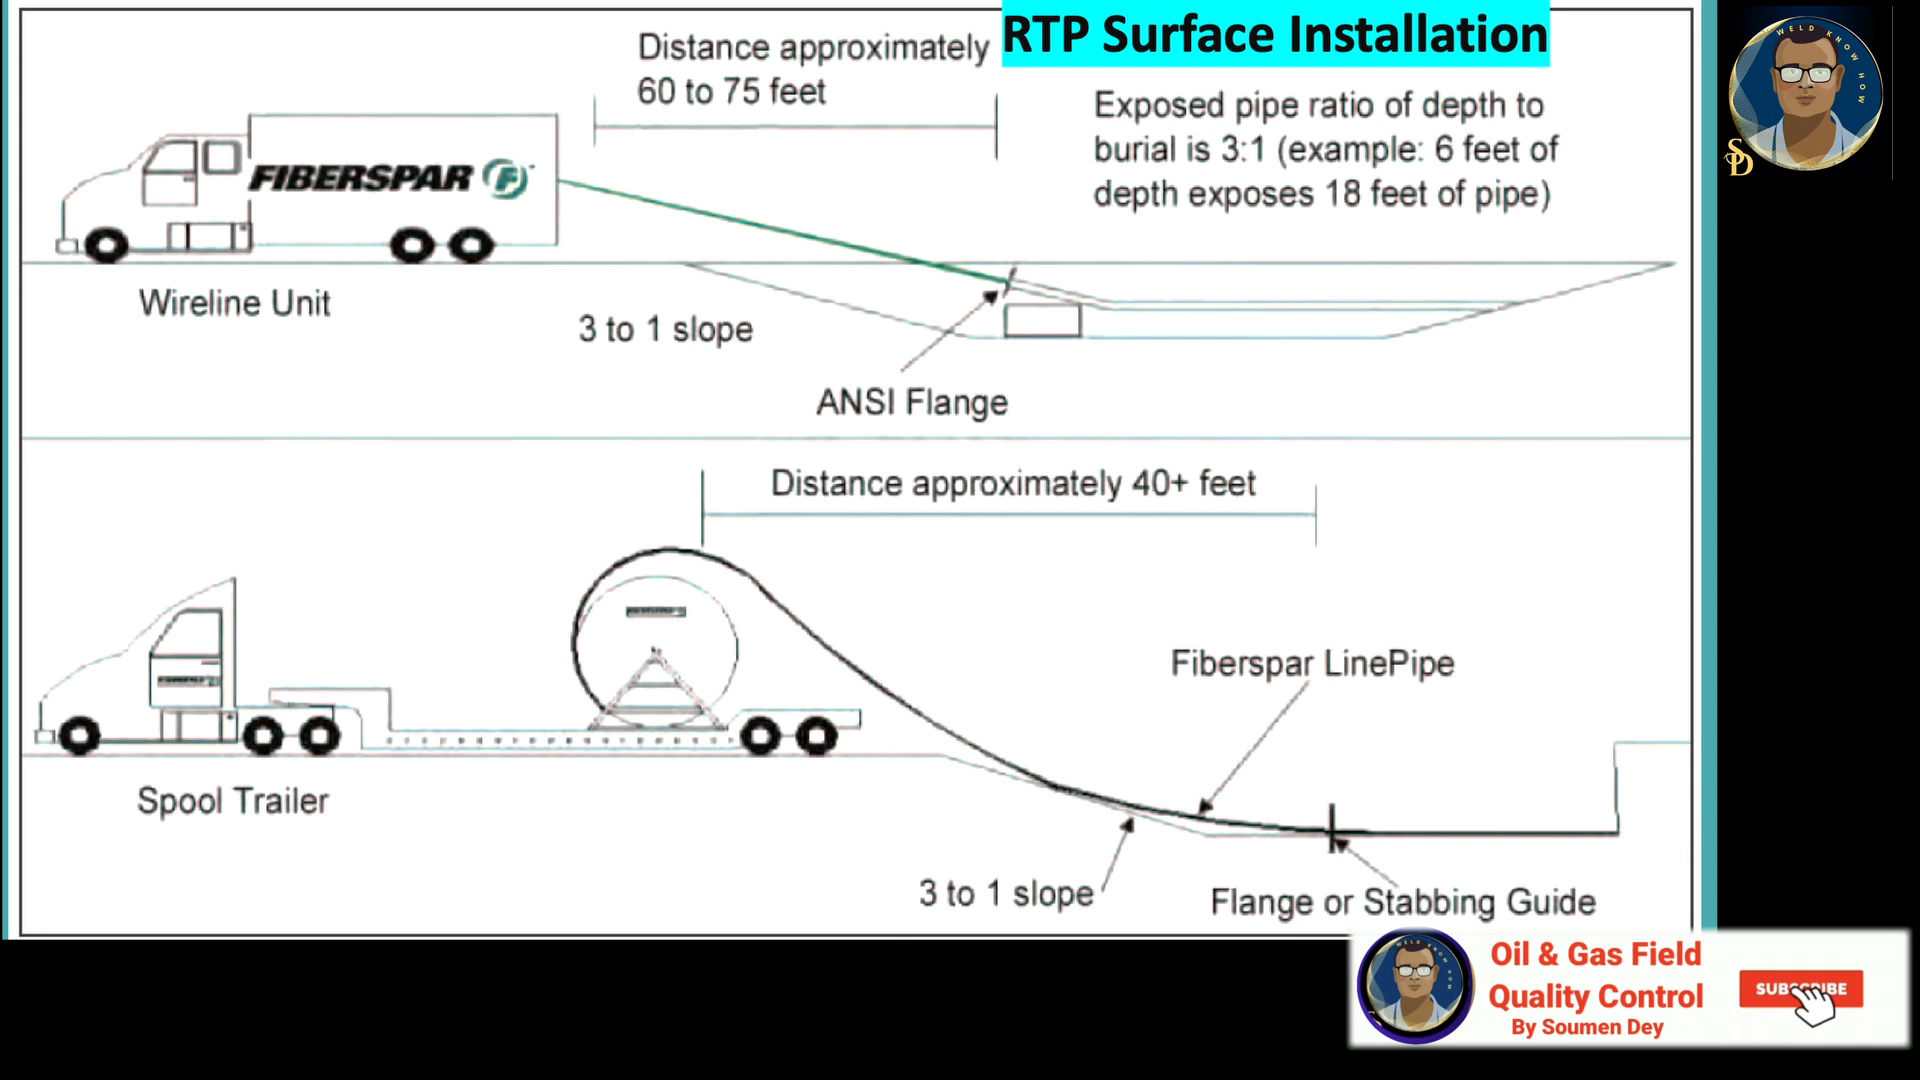 RTP Surface Installation
Distance approximately
60 to 75 feet
Exposed pipe ratio of depth to
burial is 3:1 (example: 6 feet of
depth exposes 18 feet of pipe)
FIBERSPAR
Wireline Unit
3 to 1 slope
ANSI Flange
Distance approximately 40+ feet
Fiberspar LinePipe
Spool Trailer
3 to 1 slope
Flange or Stabbing Guide
WELD KNOW HOW
SD
Oil & Gas Field
Quality Control
By Soumen Dey
SUBSCRIBE